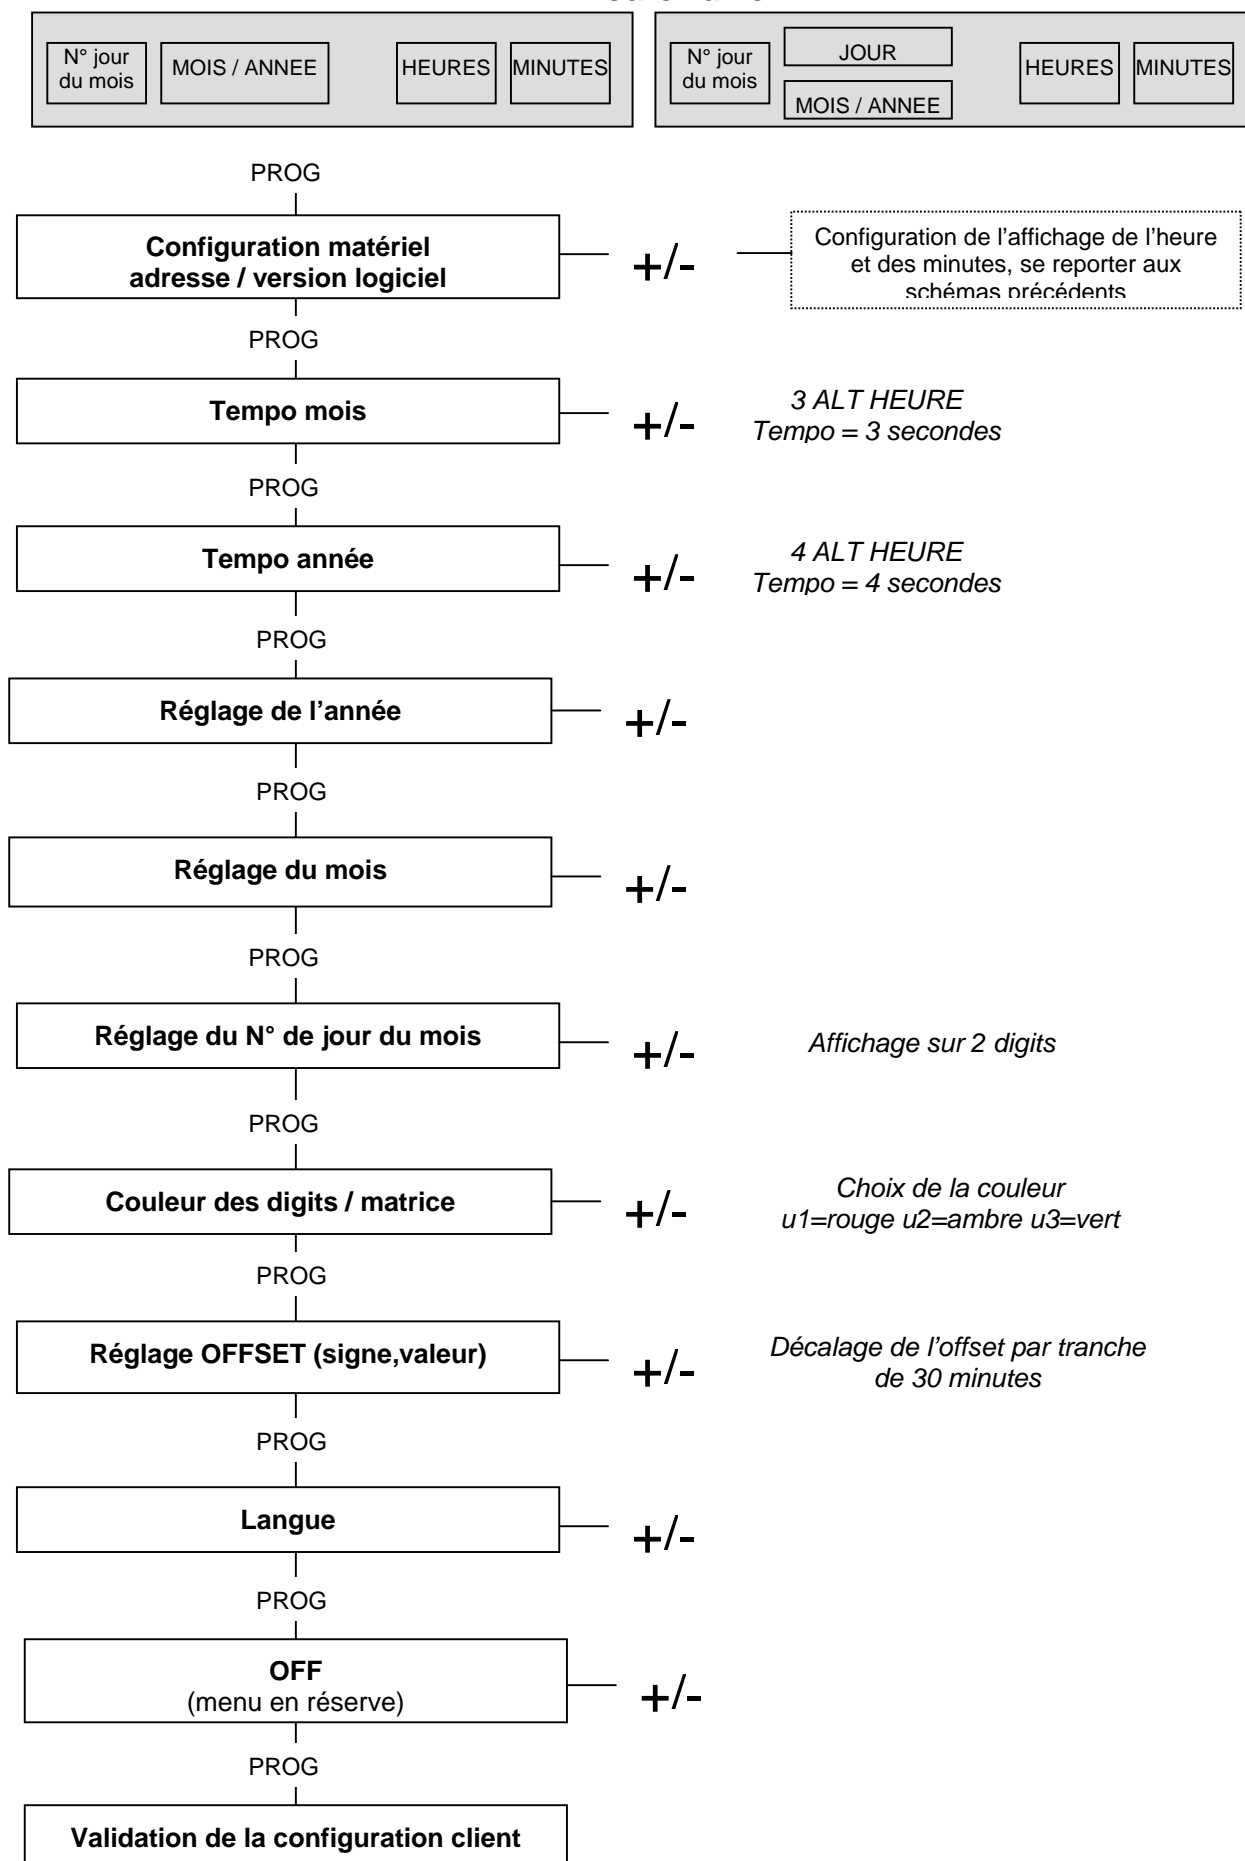 N° jour
du mois
MOIS / ANNEE
HEURES
MINUTES
N° jour
du mois
JOUR
MOIS / ANNEE
HEURES
MINUTES
PROG
Configuration matériel
adresse / version logiciel
+/-
Configuration de l'affichage de l'heure
et des minutes, se reporter aux
schémas précédents
PROG
Tempo mois
+/-
3 ALT HEURE
Tempo = 3 secondes
PROG
Tempo année
+/-
4 ALT HEURE
Tempo = 4 secondes
PROG
Réglage de l'année
+/-
PROG
Réglage du mois
+/-
PROG
Réglage du N° de jour du mois
+/-
Affichage sur 2 digits
PROG
Couleur des digits / matrice
+/-
Choix de la couleur
u1=rouge u2=ambre u3=vert
PROG
Réglage OFFSET (signe,valeur)
+/-
Décalage de l'offset par tranche
de 30 minutes
PROG
Langue
+/-
PROG
OFF
(menu en réserve)
+/-
PROG
Validation de la configuration client